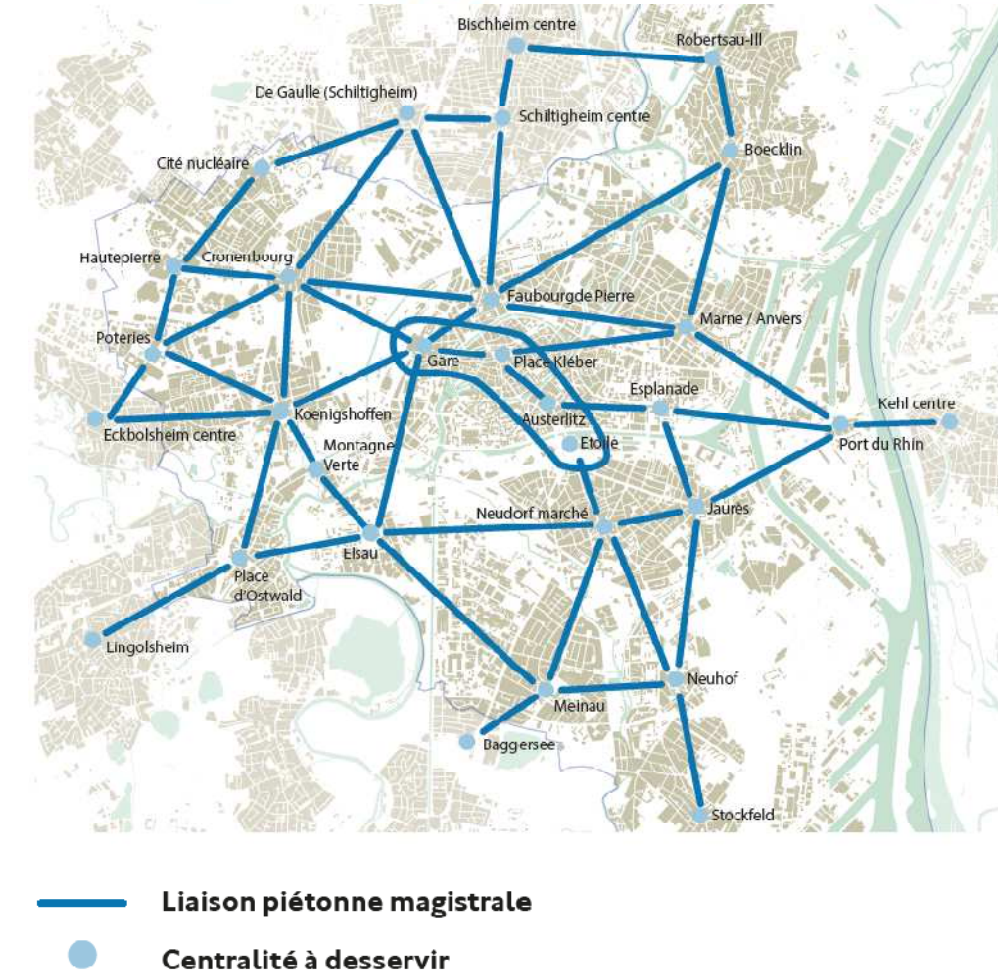 Bischheim centre
Robertsau-Ill
De Gaulle (Schiltigheim)
Schiltigheim centre
Boecklin
Cité nucléaire
Hautepierre
Cronenbourg
Faubourg de Pierre
Marne / Anvers
Poteries
Gare
Place Kléber
Esplanade
Kehl centre
Koenigshoffen
Austerlitz
Eckbolsheim centre
Etoile
Port du Rhin
Montagne
Verte
Neudorf marché
Jaurès
Elsau
Place
d'Ostwald
Lingolsheim
Neuhof
Meinau
Baggersee
Stockfeld
Liaison piétonne magistrale
Centralité à desservir